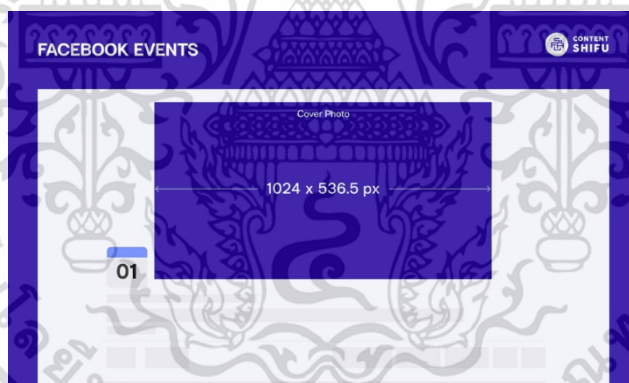 FACEBOOK EVENTS
CONTENT
SHIFU
Cover Photo
1024 x 536.5 px
01